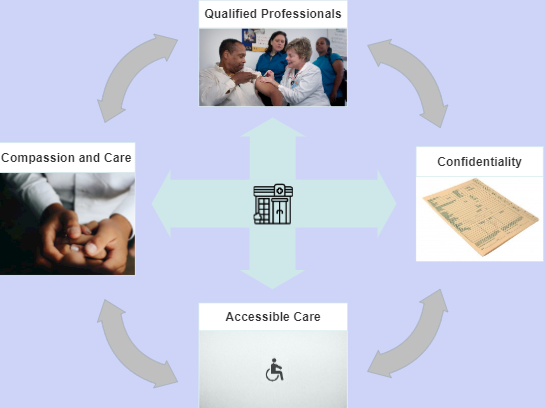 Qualified Professionals
Compassion and Care
Confidentiality
Accessible Care